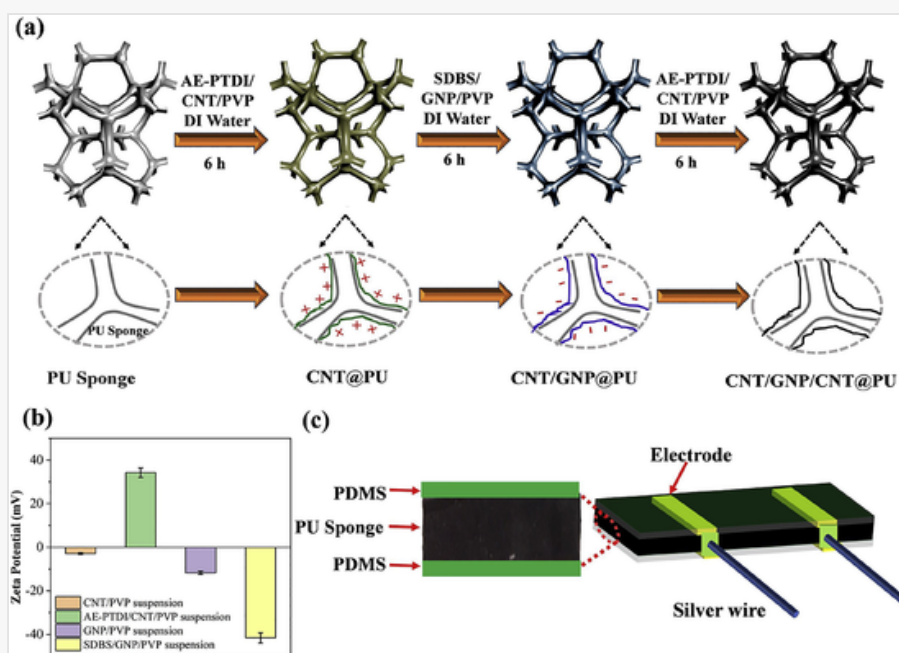 (a)
AE-PTDI/
CNT/PVP
DI Water
6 h
SDBS/
GNP/PVP
DI Water
6 h
AE-PTDI/
CNT/PVP
DI Water
6 h
PU Sponge
PU Sponge
CNT@PU
CNT/GNP@PU
CNT/GNP/CNT@PU
(b)
Zeta Potential (mV)
40
20
0
-20
-40
CNT/PVP suspension
AE-PTDI/CNT/PVP suspension
GNP/PVP suspension
SDBS/GNP/PVP suspension
(c)
PDMS
PU Sponge
PDMS
Electrode
Silver wire